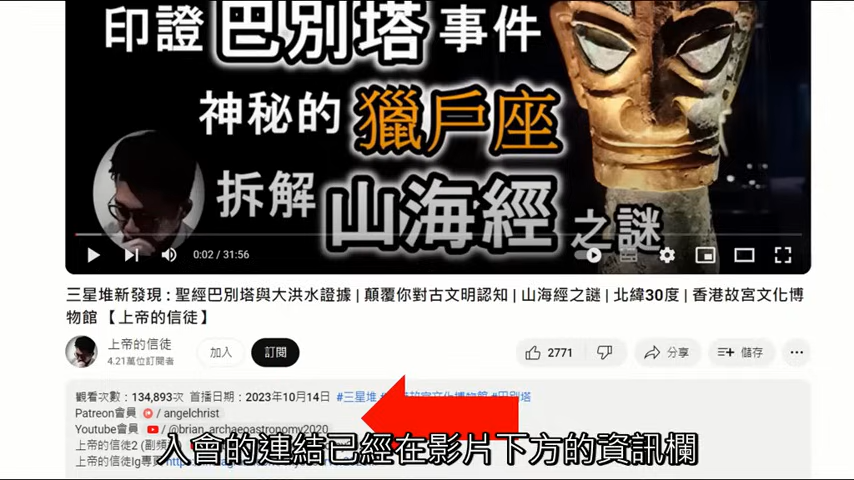 印證巴別塔事件
神秘的獵戶座
拆解山海經之謎
0:02 / 31:56
三星堆新發現 : 聖經巴別塔與大洪水證據 | 顛覆你對古文明認知 | 山海經之謎 | 北緯30度 | 香港故宮文化博
物館 【上帝的信徒】
上帝的信徒
4.21萬位訂閱者
加入
訂閱
2771
分享
儲存
觀看次數：134,893次 首播日期：2023年10月14日 #三星堆 #巴別塔
Patreon會員 / angelchrist
Youtube會員 / @brian_archaeoastronomy2020
上帝的信徒2 (副頻
上帝的信徒Ig專頁
入會的連結已經在影片下方的資訊欄